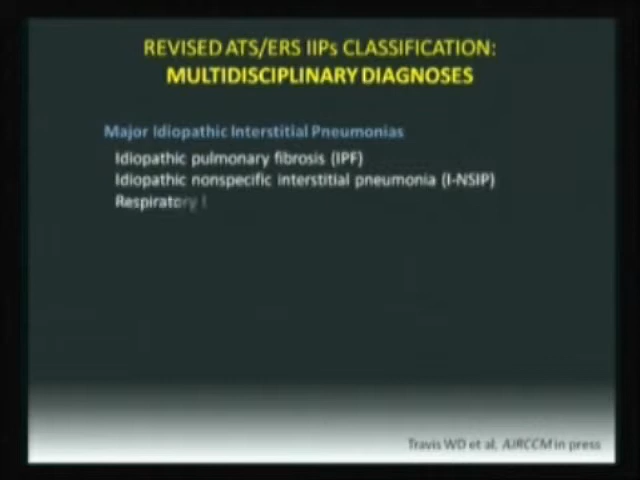 REVISED ATS/ERS IIPs CLASSIFICATION:
MULTIDISCIPLINARY DIAGNOSES
Major Idiopathic Interstitial Pneumonias
Idiopathic pulmonary fibrosis (IPF)
Idiopathic nonspecific interstitial pneumonia (I-NSIP)
Respiratory
Travis WD et al, AJRCCM in press